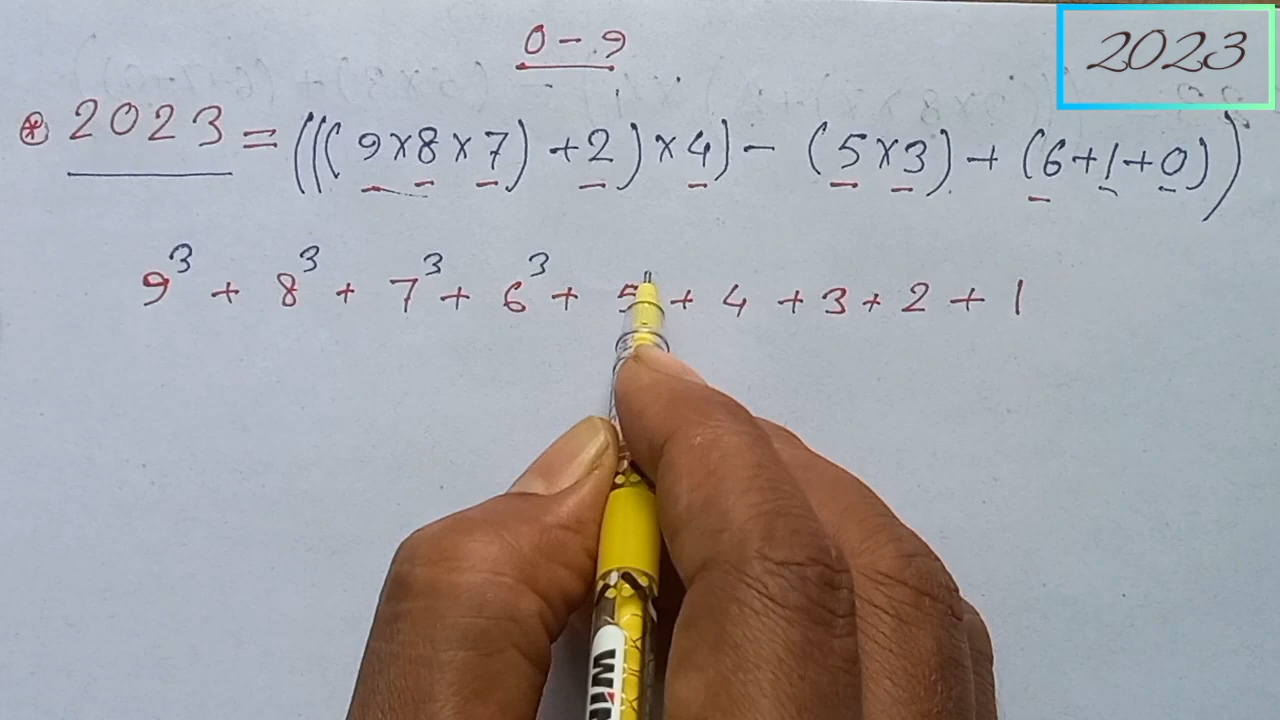 0 - 9
2023
* 2023 = (((9×8×7) +2) ×4) - (5×3) + (6+1+0))
9³ + 8³ + 7³ + 6³ + 5 + 4 + 3 + 2 + 1